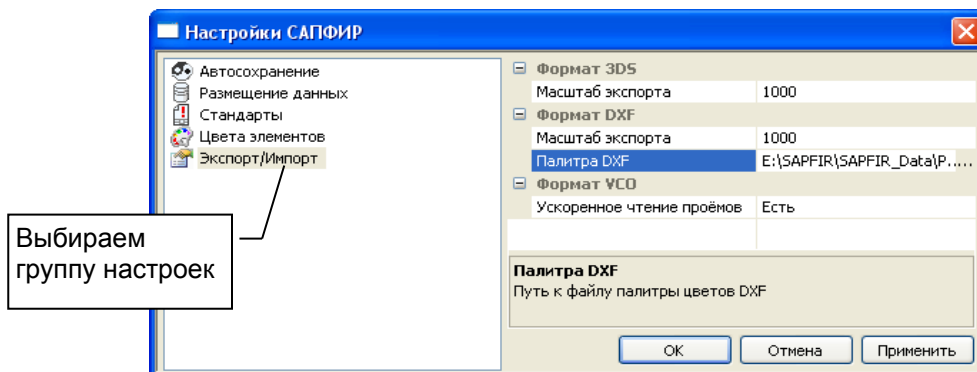 Настройки САПФИР
Автосохранение
Размещение данных
Стандарты
Цвета элементов
Экспорт/Импорт
Выбираем
группу настроек
Формат 3DS
Масштаб экспорта 1000
Формат DXF
Масштаб экспорта 1000
Палитра DXF E:\SAPFIR\SAPFIR_Data\P.....
Формат VCO
Ускоренное чтение проёмов Есть
Палитра DXF
Путь к файлу палитры цветов DXF
ОК Отмена Применить